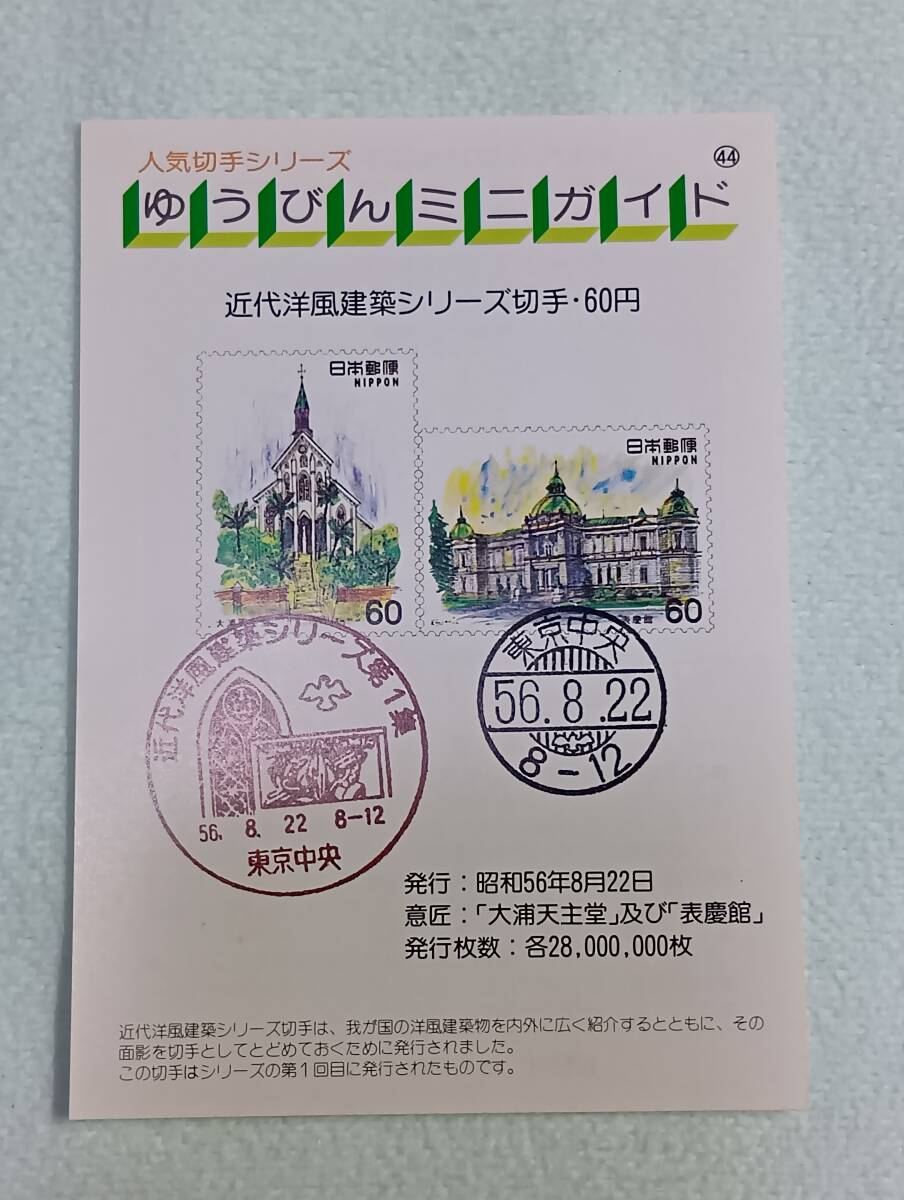 人気切手シリーズ
㊹
ゆうびんミニガイド
近代洋風建築シリーズ切手・60円
日本郵便
NIPPON
60
日本郵便
NIPPON
表慶館
60
近代洋風建築シリーズ第1集
56. 8. 22 8-12
東京中央
東京中央
56.8.22
8-12
発行:昭和56年8月22日
意匠:「大浦天主堂」及び「表慶館」
発行枚数:各28,000,000枚
近代洋風建築シリーズ切手は、我が国の洋風建築物を内外に広く紹介するとともに、その
面影を切手としてとどめておくために発行されました。
この切手はシリーズの第1回目に発行されたものです。